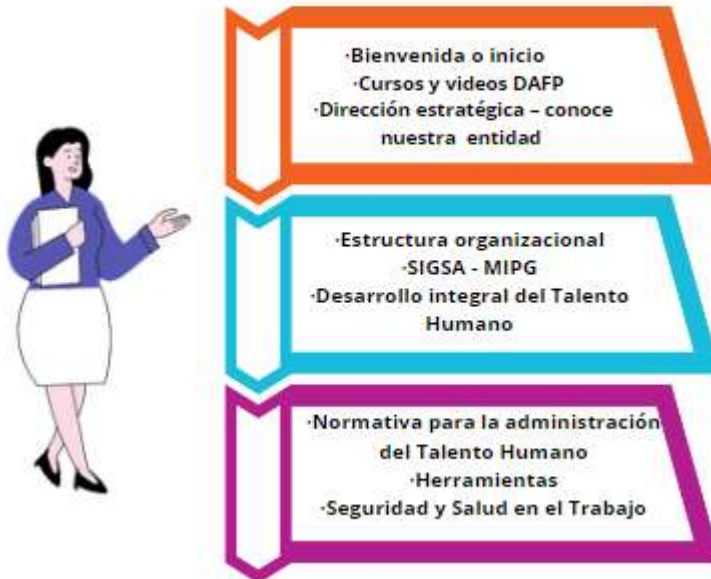 ·Bienvenida o inicio
·Cursos y videos DAFP
·Dirección estratégica – conoce
nuestra entidad
·Estructura organizacional
·SIGSA - MIPG
·Desarrollo integral del Talento
Humano
·Normativa para la administración
del Talento Humano
·Herramientas
·Seguridad y Salud en el Trabajo